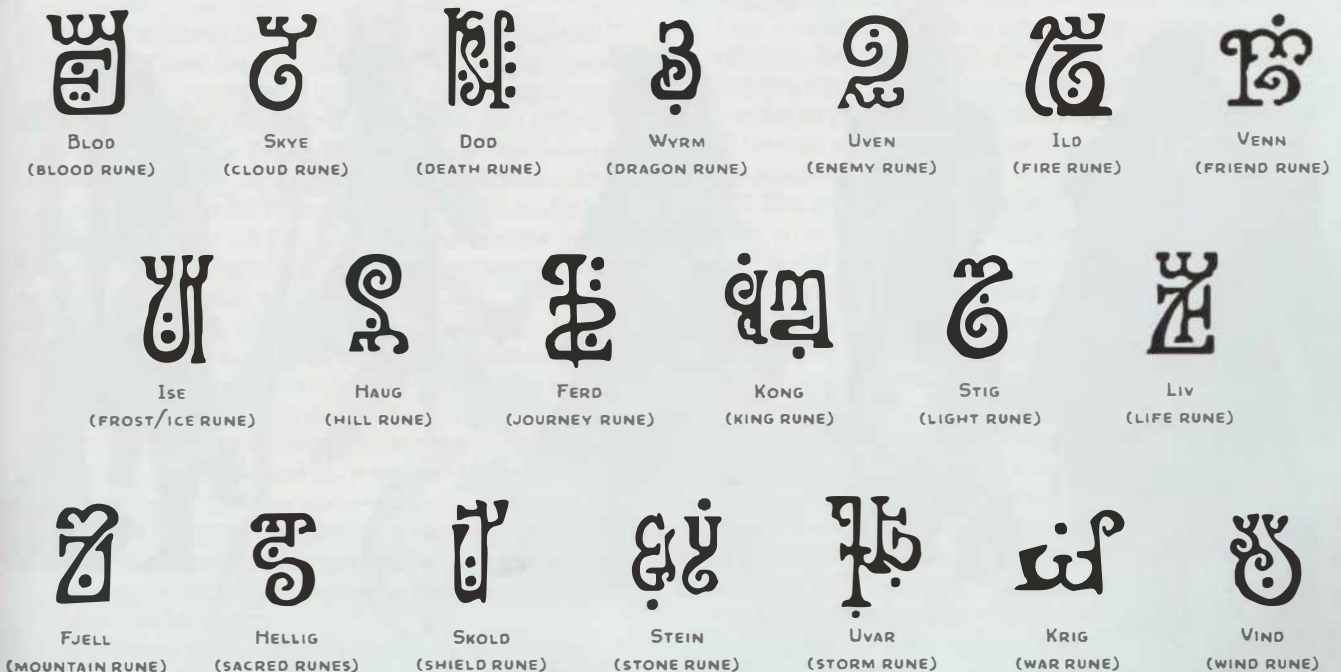 Blod Skye Dod Wyrm Uven Ild Venn
(blood rune) (cloud rune) (death rune) (dragon rune) (enemy rune) (fire rune) (friend rune)
Ise Haug Ferd Kong Stig Liv
(frost/ice rune) (hill rune) (journey rune) (king rune) (light rune) (life rune)
Fjell Hellig Skold Stein Uvar Krig Vind
(mountain rune) (sacred runes) (shield rune) (stone rune) (storm rune) (war rune) (wind rune)